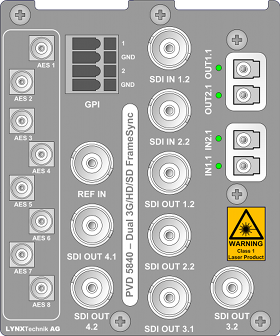 AES 1
AES 2
AES 3
AES 4
AES 5
AES 6
AES 7
AES 8
LYNXTechnik AG
1
GND
2
GND
GPI
REF IN
SDI OUT 4.1
SDI OUT
4.2
PVD 5840 – Dual 3G/HD/SD FrameSync
SDI IN 1.2
SDI IN 2.2
SDI OUT 1.2
SDI OUT 2.2
SDI OUT 3.1
OUT2.1 OUT1.1
IN1.1 IN2.1
WARNING
Class 1
Laser Product
SDI OUT
3.2